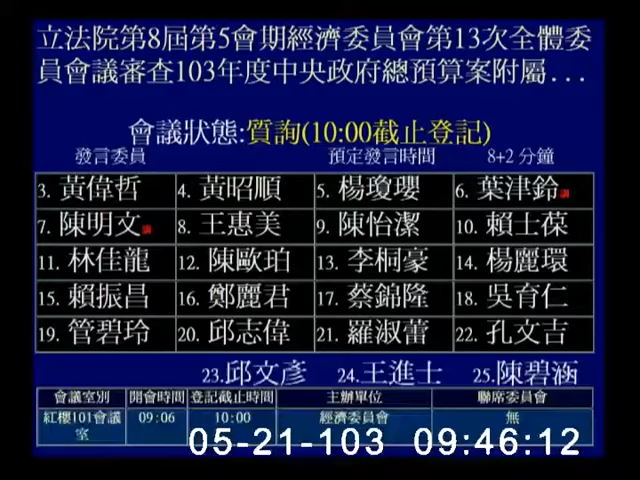 立法院第8屆第5會期經濟委員會第13次全體委
員會議審查103年度中央政府總預算案附屬...
會議狀態:質詢(10:00截止登記)
發言委員 預定發言時間 8+2 分鐘
3. 黃偉哲 4. 黃昭順 5. 楊瓊瓔 6. 葉津鈴
7. 陳明文 8. 王惠美 9. 陳怡潔 10. 賴士葆
11. 林佳龍 12. 陳歐珀 13. 李桐豪 14. 楊麗環
15. 賴振昌 16. 鄭麗君 17. 蔡錦隆 18. 吳育仁
19. 管碧玲 20. 邱志偉 21. 羅淑蕾 22. 孔文吉
23.邱文彥 24.王進士 25.陳碧涵
會議室別 開會時間 登記截止時間 主辦單位 聯席委員會
紅樓101會議 09:06 10:00 經濟委員會 無
室
05-21-103 09:46:12